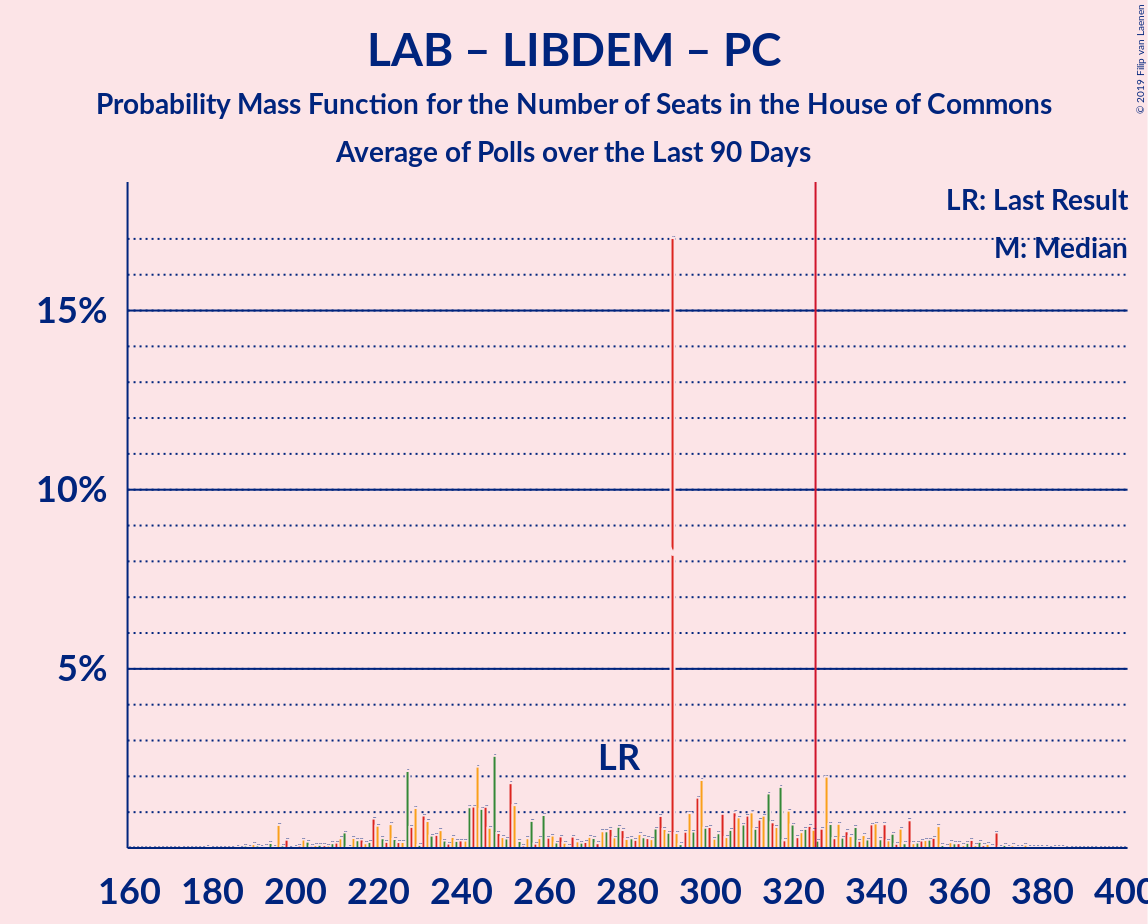 LAB – LIBDEM – PC
Probability Mass Function for the Number of Seats in the House of Commons
Average of Polls over the Last 90 Days
© 2019 Filip van Laenen
LR: Last Result
M: Median
15%
10%
5%
LR
160 180 200 220 240 260 280 300 320 340 360 380 400